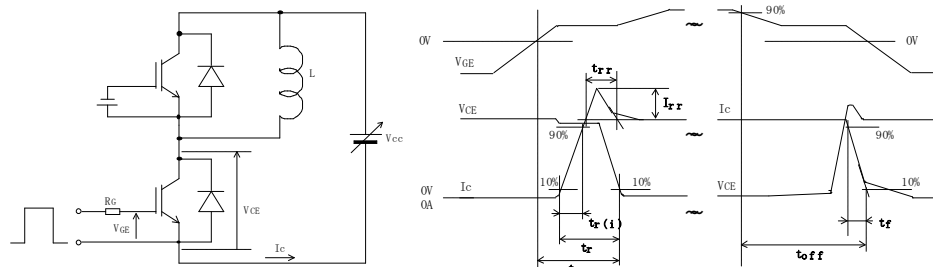 L
Vcc
RG
VGE
VCE
Ic
0V
VGE
trr
Irr
VCE
90%
0V
0A
Ic
10%
10%
tr(i)
tr
90%
0V
Ic
90%
VCE
10%
tf
toff